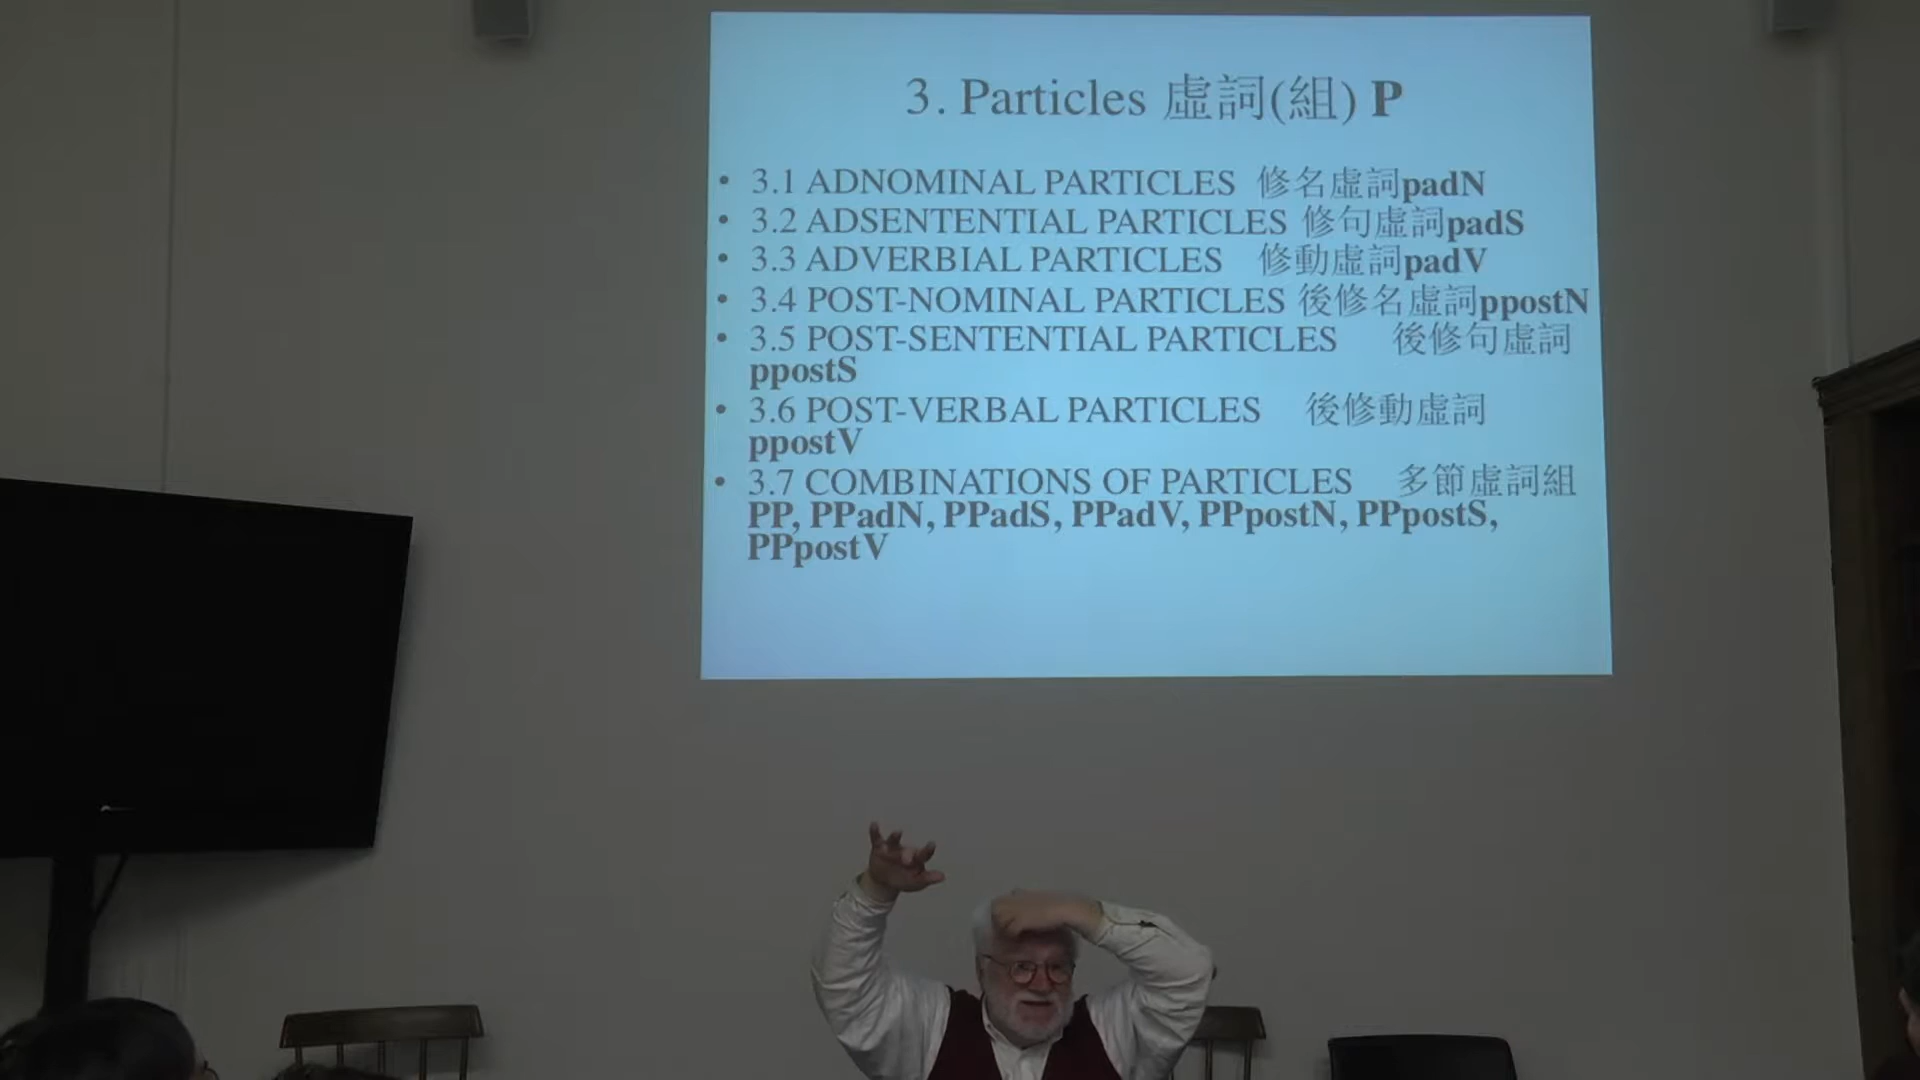 3. Particles 虛詞(組) P
• 3.1 ADNOMINAL PARTICLES 修名虛詞padN
• 3.2 ADSENTENTIAL PARTICLES 修句虛詞padS
• 3.3 ADVERBIAL PARTICLES 修動虛詞padV
• 3.4 POST-NOMINAL PARTICLES 後修名虛詞ppostN
• 3.5 POST-SENTENTIAL PARTICLES 後修句虛詞
ppostS
• 3.6 POST-VERBAL PARTICLES 後修動虛詞
ppostV
• 3.7 COMBINATIONS OF PARTICLES 多節虛詞組
PP, PPadN, PPadS, PPadV, PPpostN, PPpostS,
PPpostV